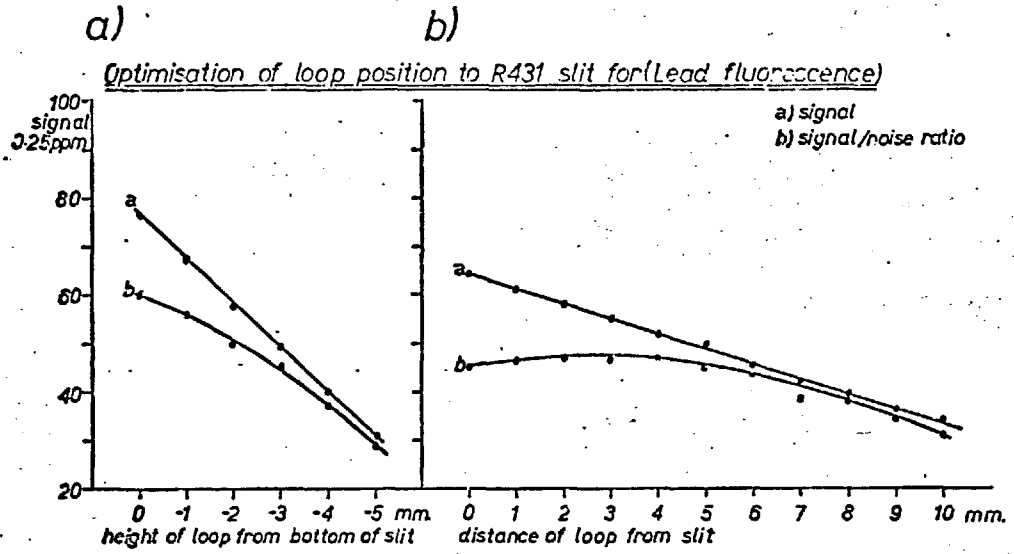 a) b)
Optimisation of loop position to R431 slit for (Lead fluorescence)
100
signal
0.25ppm
80
60
40
20
a
b
0 -1 -2 -3 -4 -5 mm.
height of loop from bottom of slit
a) signal
b) signal/noise ratio
a
b
0 1 2 3 4 5 6 7 8 9 10 mm.
distance of loop from slit